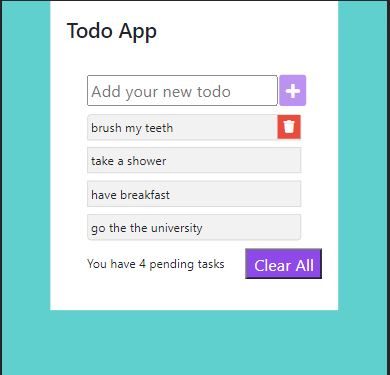 Todo App
Add your new todo
brush my teeth
take a shower
have breakfast
go the the university
You have 4 pending tasks
Clear All